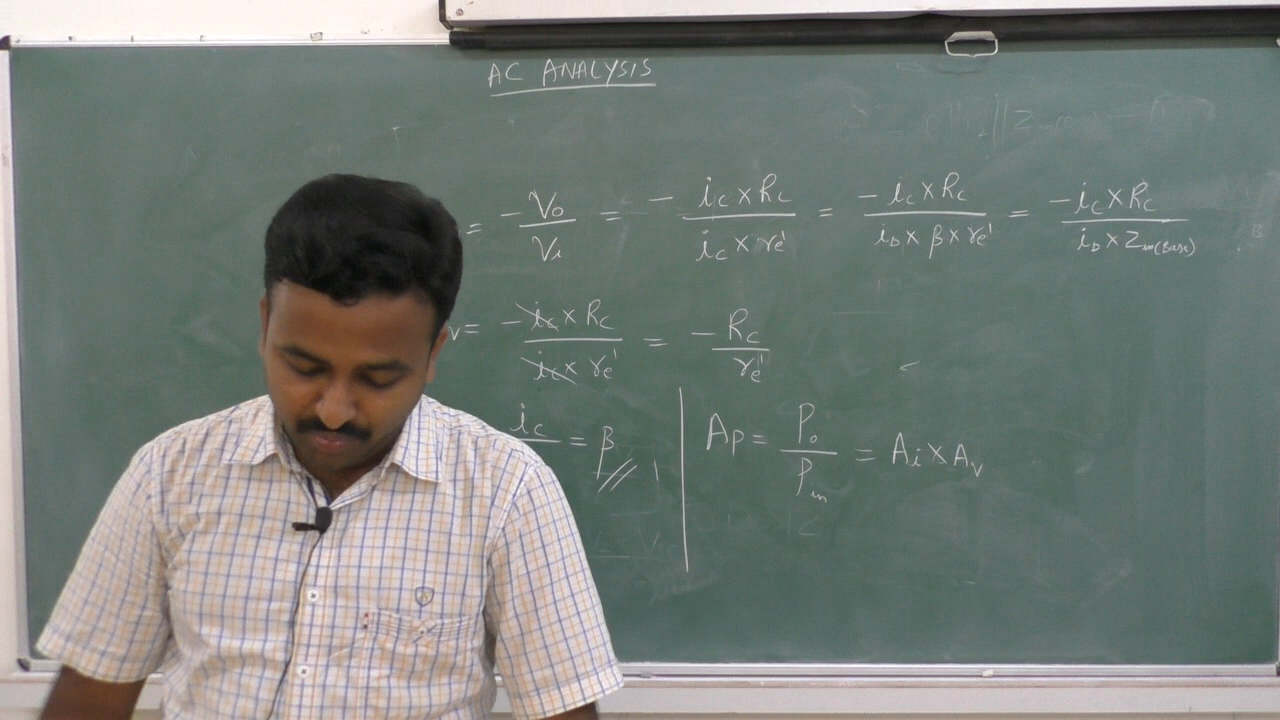 AC ANALYSIS
= -Vo/Vi = - ic×Rc/ic×re' = -ic×Rc/ib×β×re' = -ic×Rc/ib×Zin(Base)
v = -ic×Rc/ic×re' = -Rc/re'
ic/ = β
Ap = Po/Pin = Ai×Av